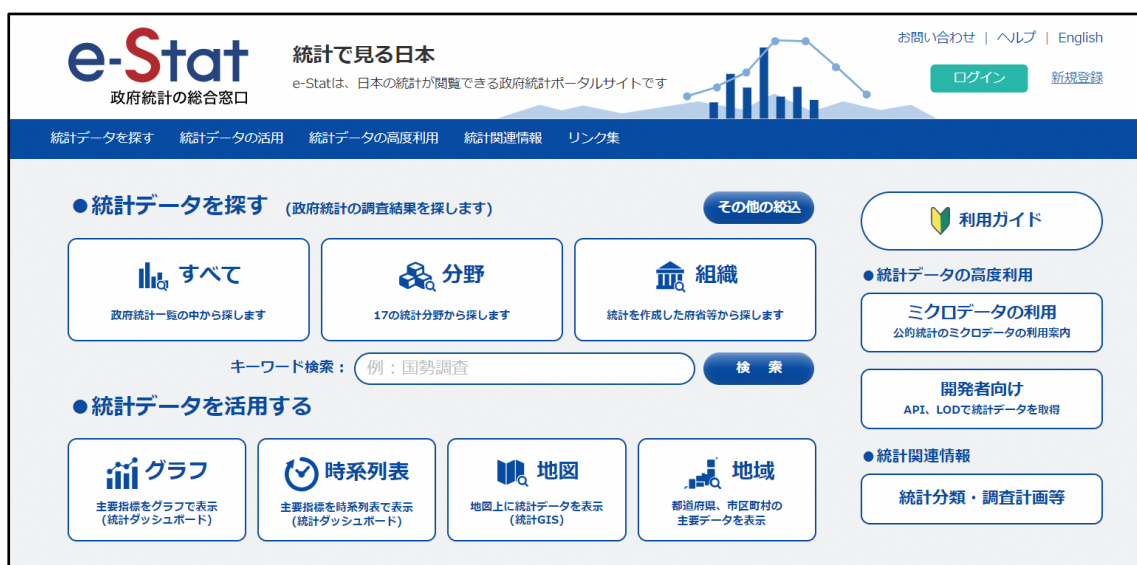 e-Stat
政府統計の総合窓口
統計で見る日本
e-Statは、日本の統計が閲覧できる政府統計ポータルサイトです
お問い合わせ | ヘルプ | English
ログイン
新規登録
統計データを探す 統計データの活用 統計データの高度利用 統計関連情報 リンク集
●統計データを探す (政府統計の調査結果を探します)
その他の絞込
すべて
政府統計一覧の中から探します
分野
17の統計分野から探します
組織
統計を作成した府省等から探します
キーワード検索：
例：国勢調査
検 索
●統計データを活用する
グラフ
主要指標をグラフで表示
(統計ダッシュボード)
時系列表
主要指標を時系列表で表示
(統計ダッシュボード)
地図
地図上に統計データを表示
(統計GIS)
地域
都道府県、市区町村の
主要データを表示
利用ガイド
●統計データの高度利用
ミクロデータの利用
公的統計のミクロデータの利用案内
開発者向け
API、LODで統計データを取得
●統計関連情報
統計分類・調査計画等